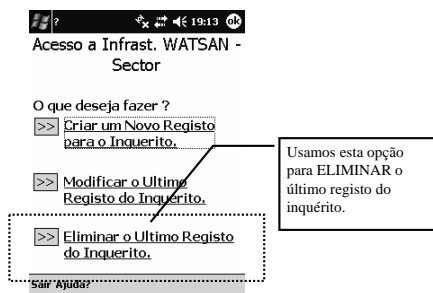 ? 19:13 ok
Acesso a Infrast. WATSAN -
Sector
O que deseja fazer ?
>> Criar um Novo Registo
para o Inquerito.
>> Modificar o Ultimo
Registo do Inquerito.
>> Eliminar o Ultimo Registo
do Inquerito.
Sair Ajuda?
Usamos esta opção
para ELIMINAR o
último registo do
inquérito.